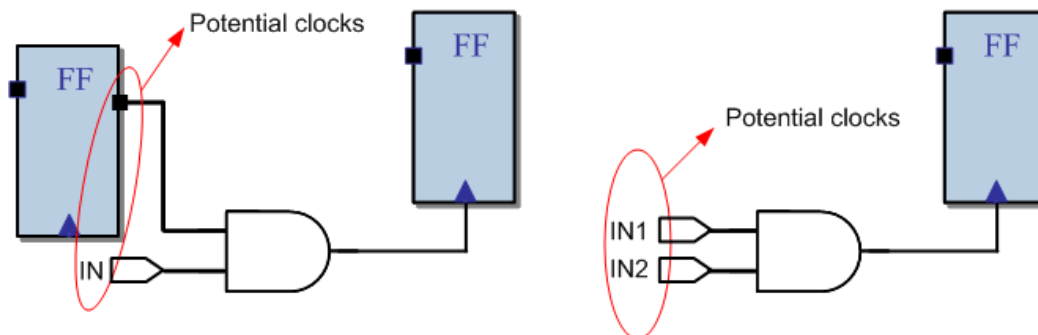 Potential clocks
FF
IN
FF
Potential clocks
IN1
IN2
FF